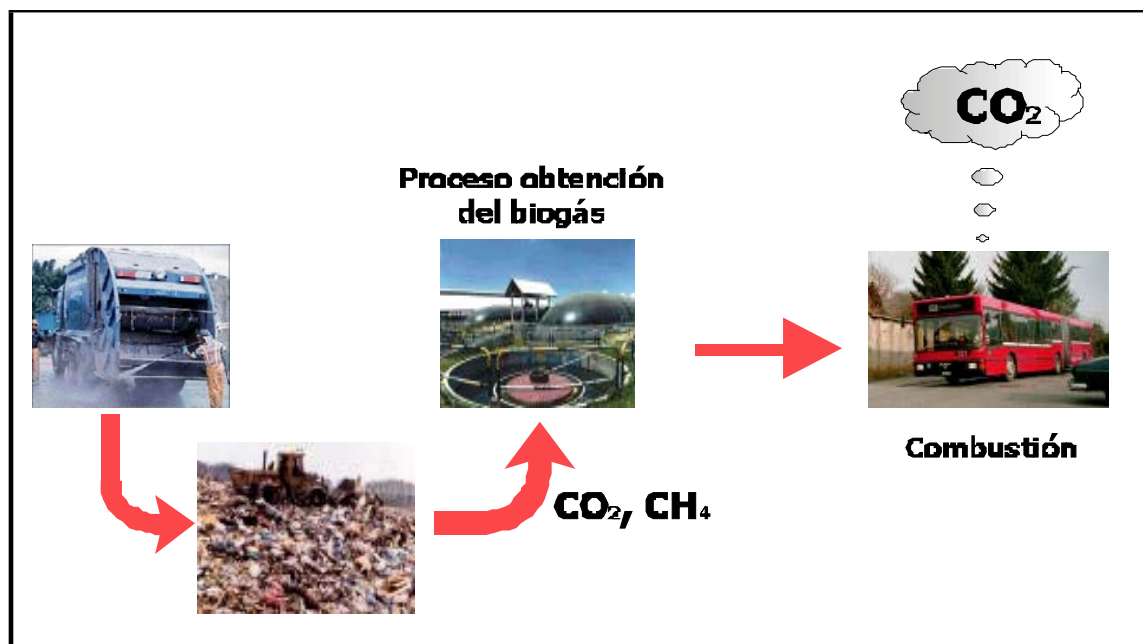 CO₂
Proceso obtención
del biogás
Combustión
CO₂, CH₄